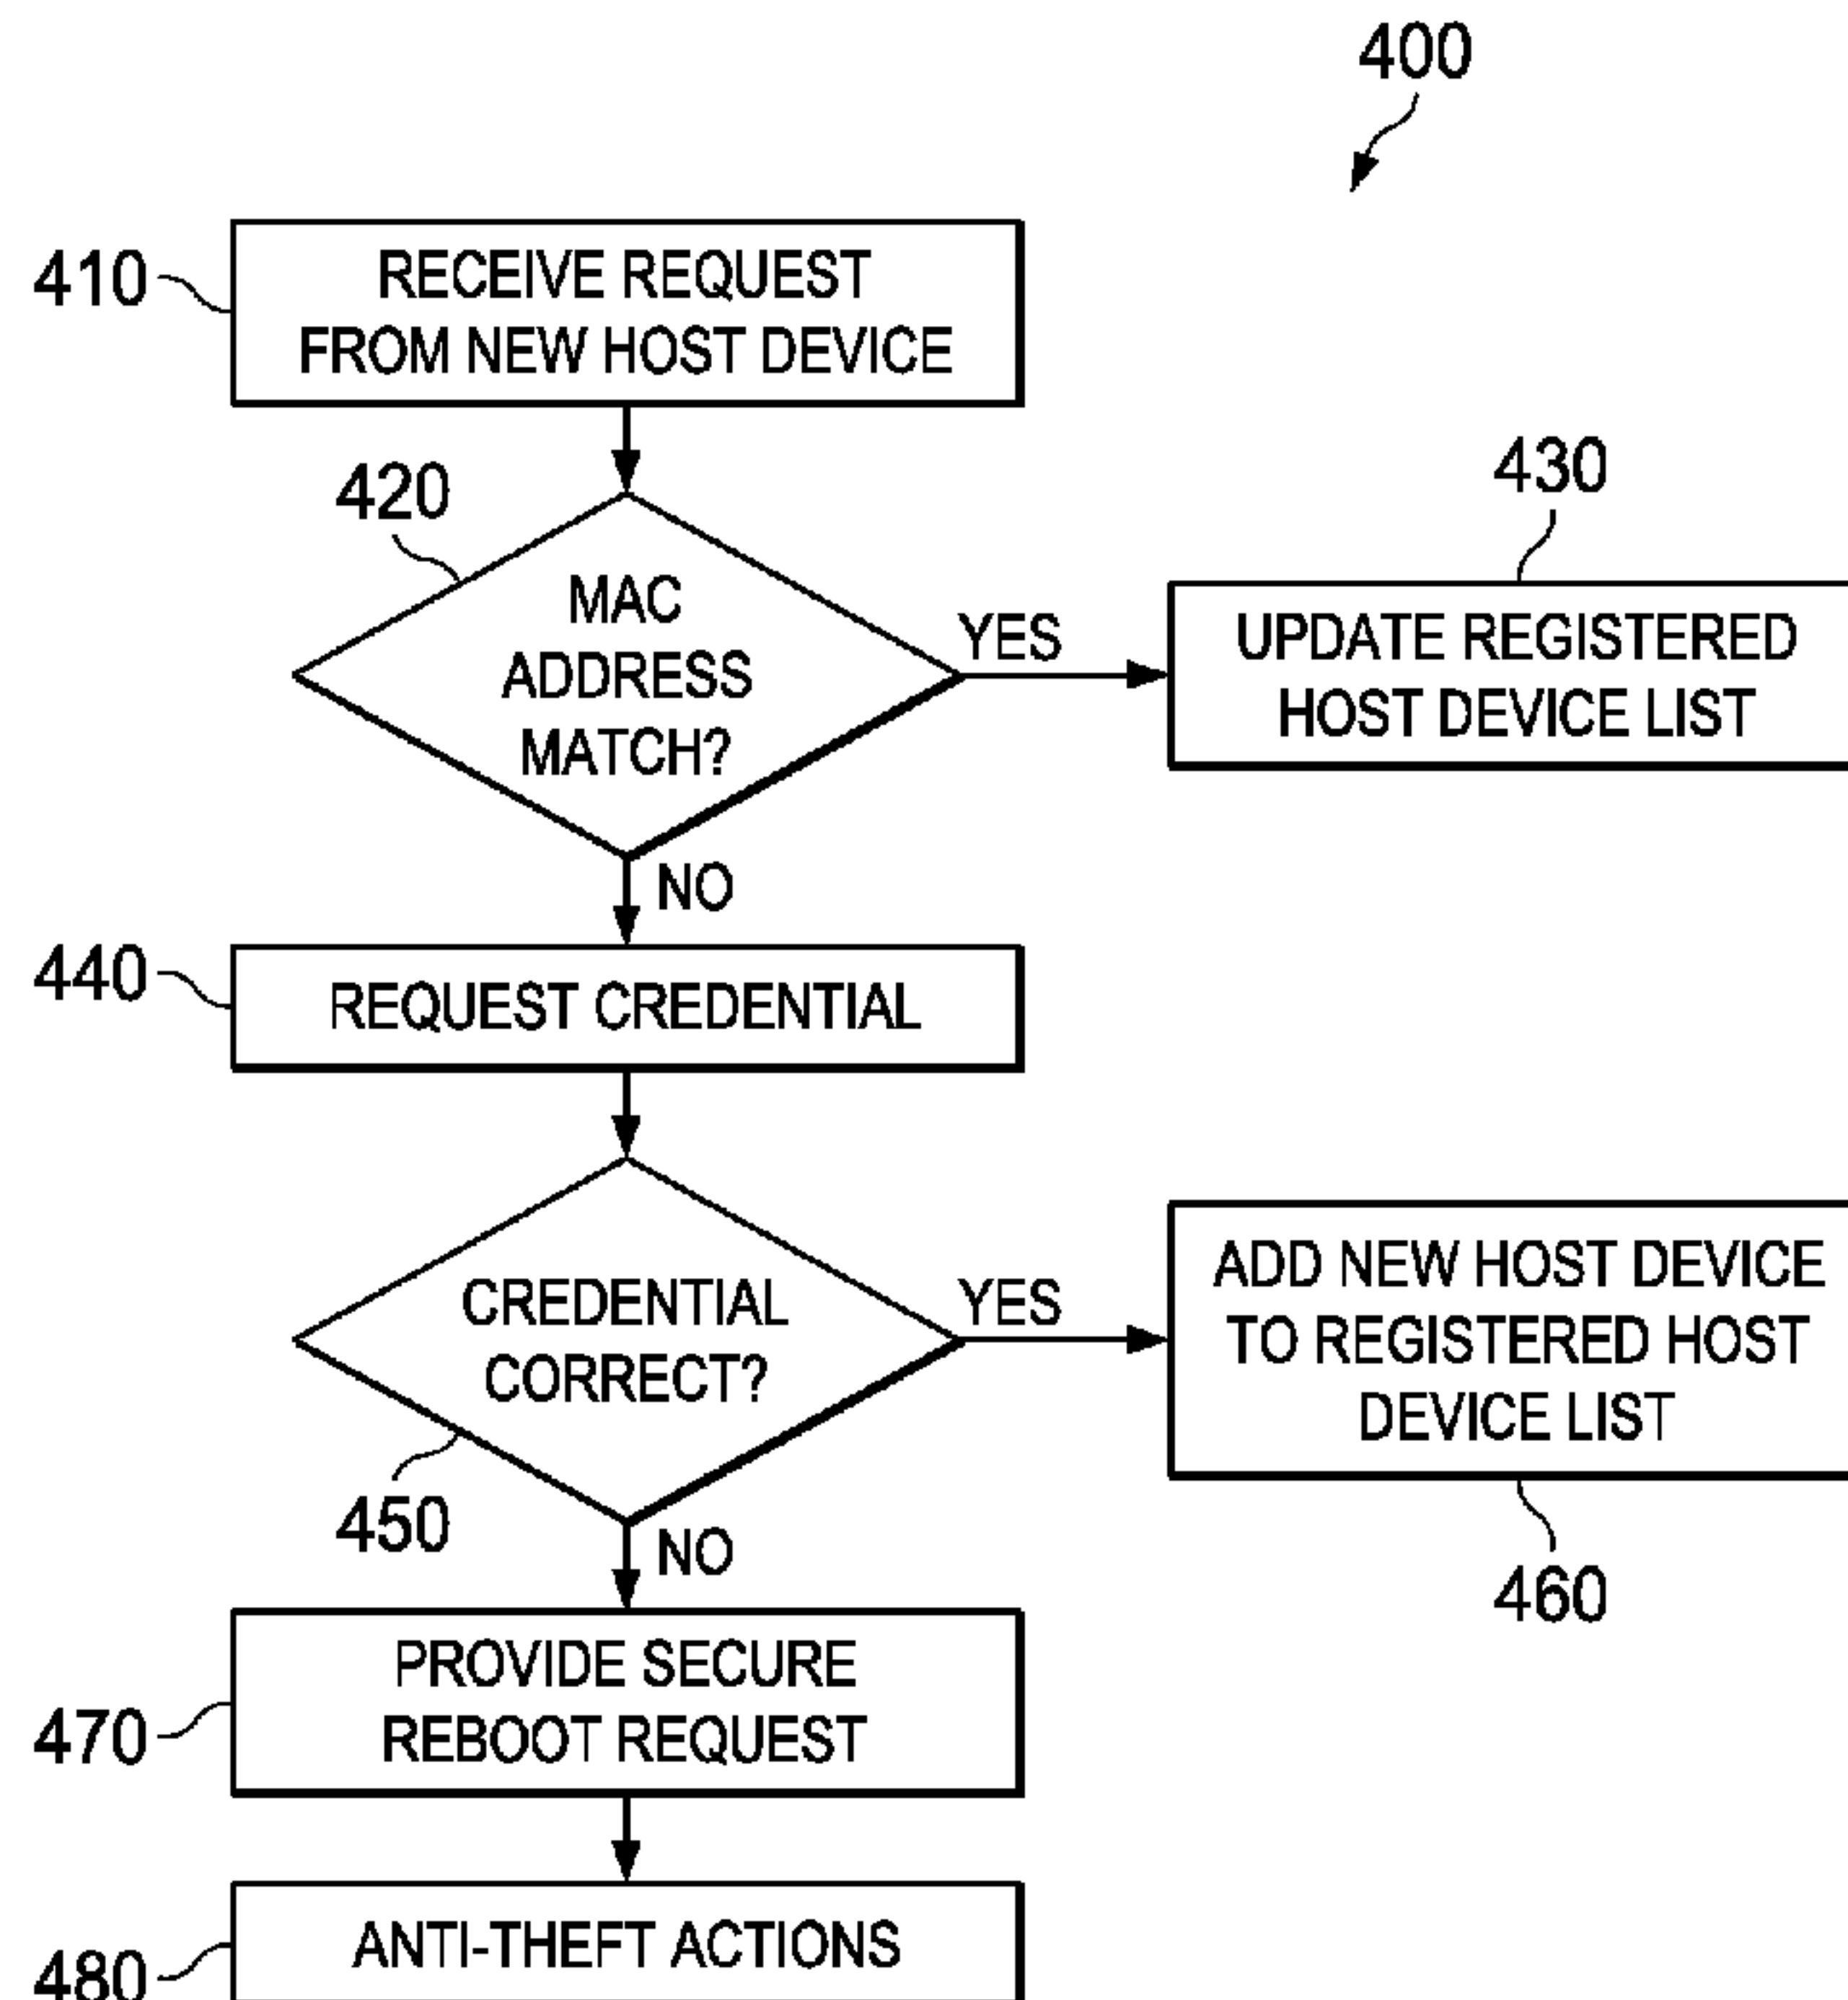 400
410
RECEIVE REQUEST
FROM NEW HOST DEVICE
420
MAC
ADDRESS
MATCH?
YES
430
UPDATE REGISTERED
HOST DEVICE LIST
NO
440
REQUEST CREDENTIAL
CREDENTIAL
CORRECT?
450
YES
ADD NEW HOST DEVICE
TO REGISTERED HOST
DEVICE LIST
460
NO
470
PROVIDE SECURE
REBOOT REQUEST
480
ANTI-THEFT ACTIONS